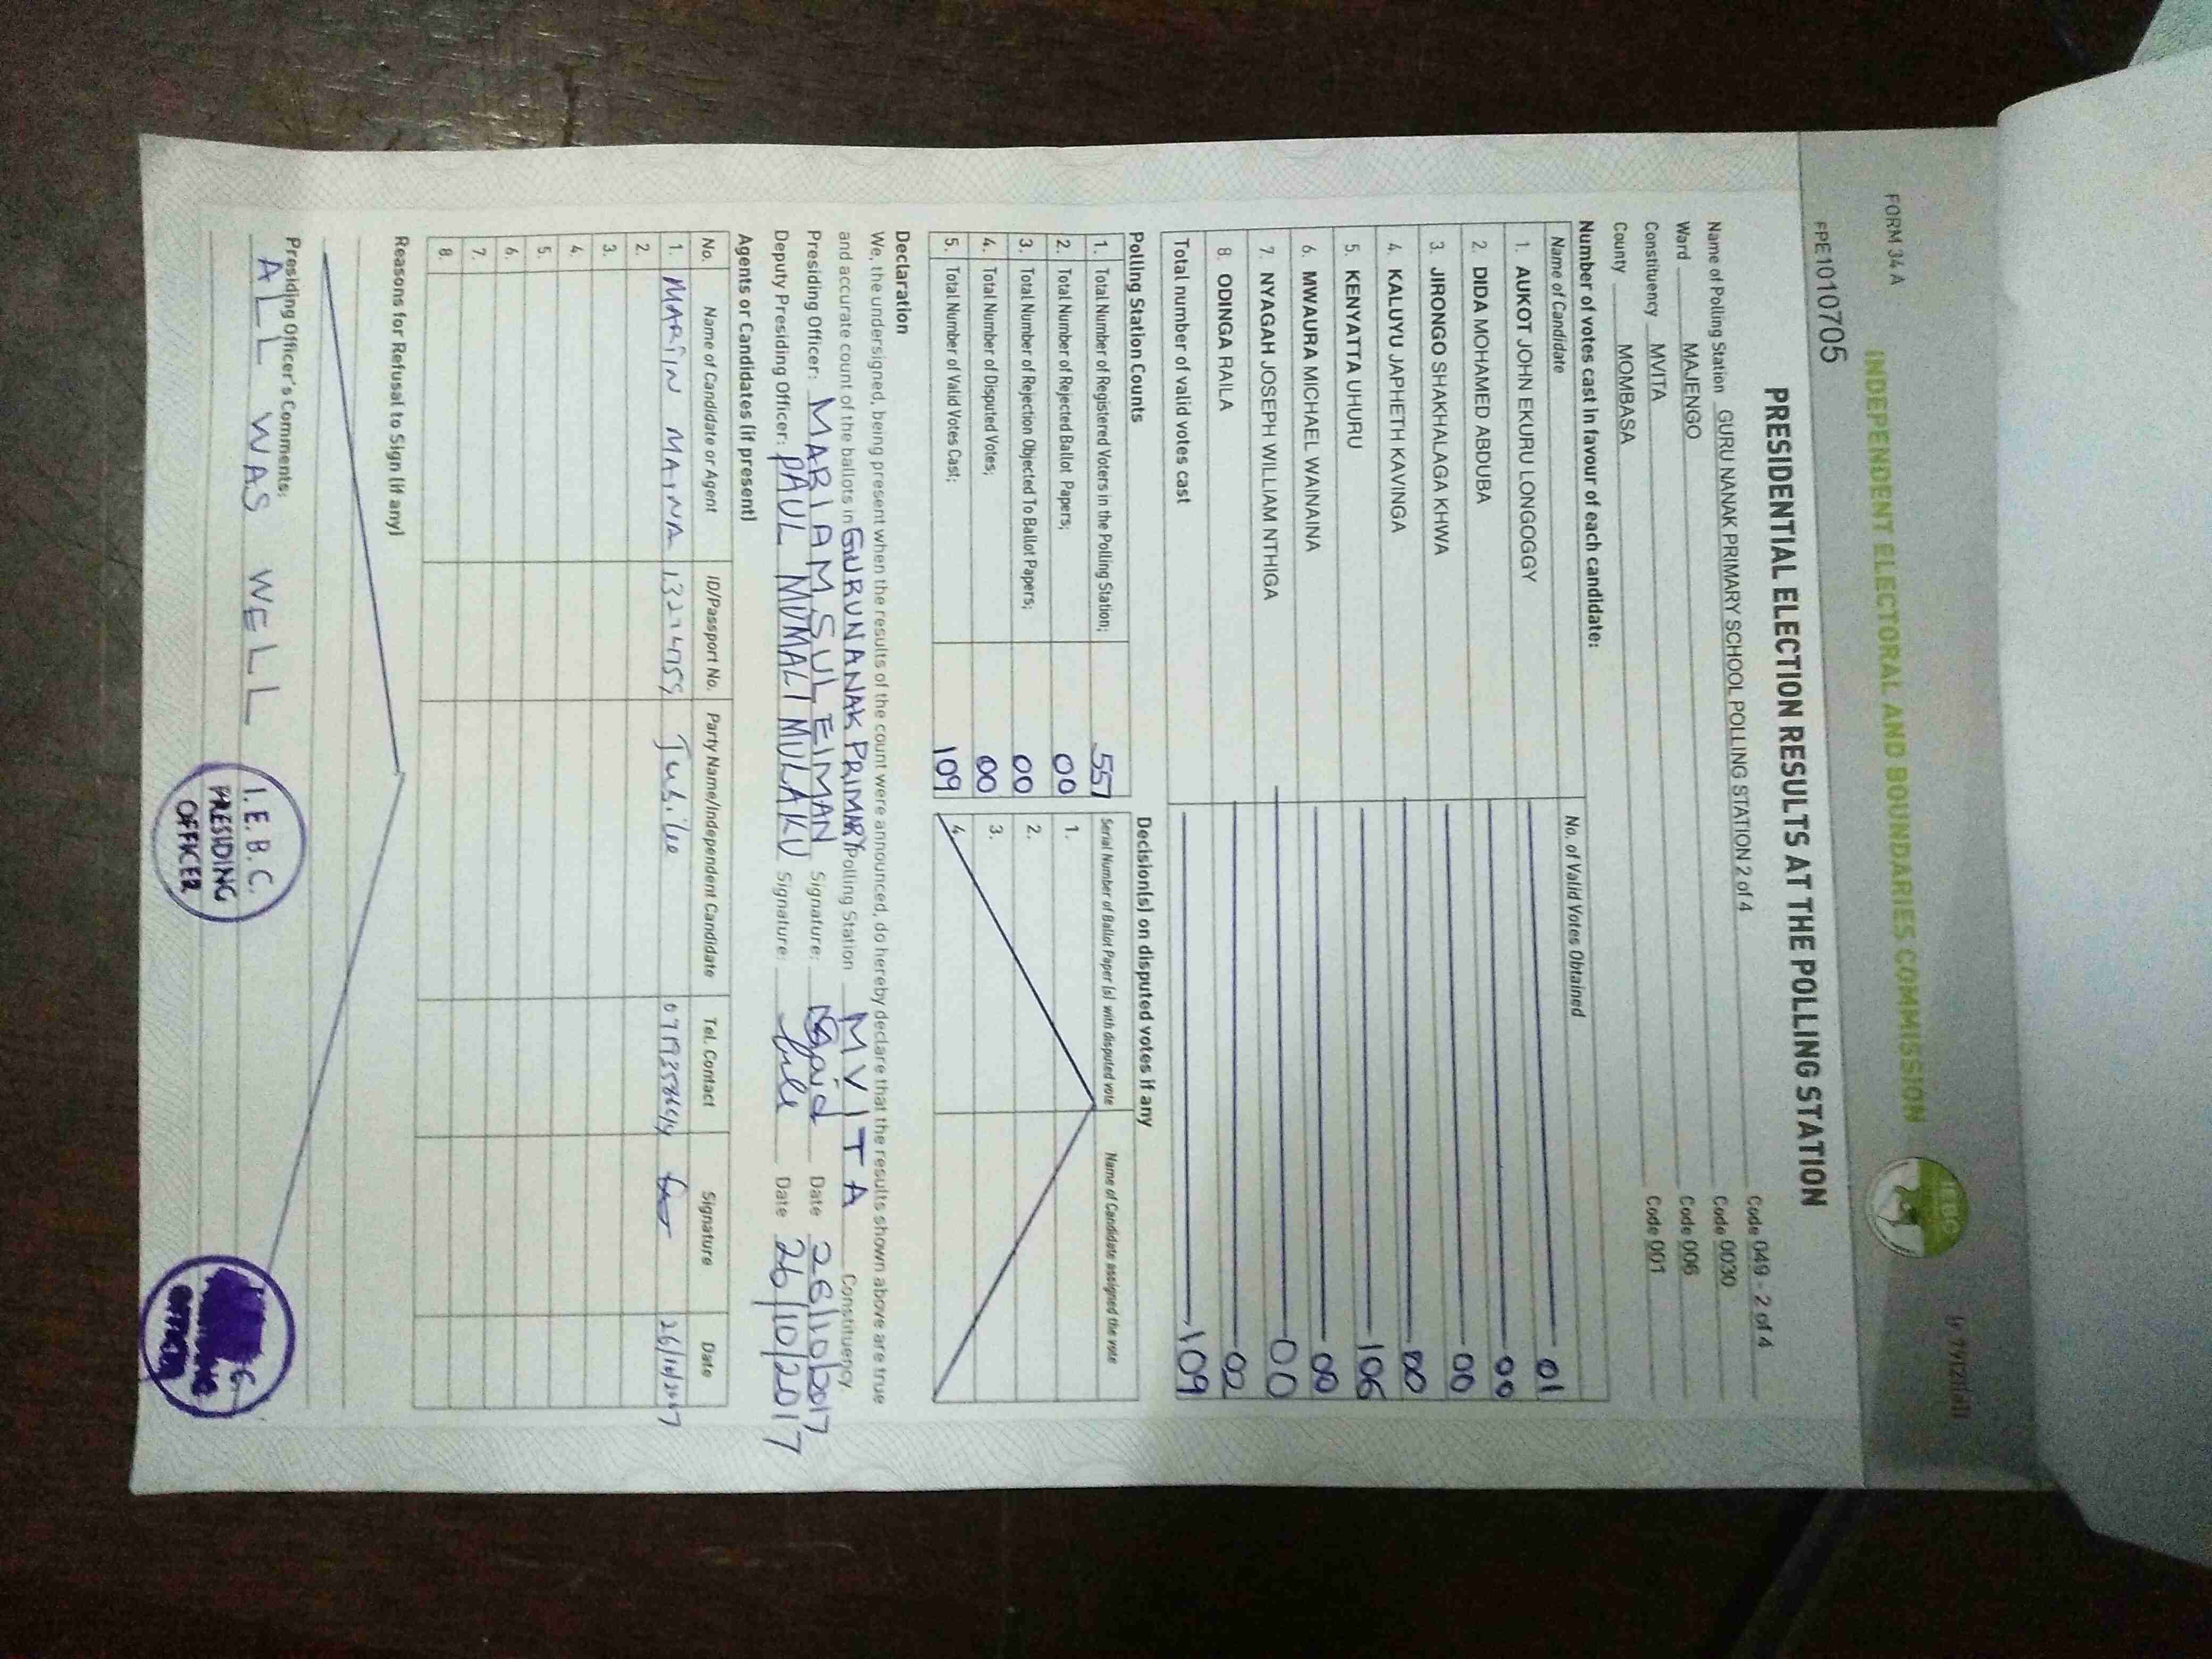 FORM 34 A
INDEPENDENT ELECTORAL AND BOUNDARIES COMMISSION
IEBC
PRESIDENTIAL ELECTION RESULTS AT THE POLLING STATION
Name of Polling Station GURU NANAK PRIMARY SCHOOL POLLING STATION 2 of 4 Code 049 - 2 of 4
Ward MAJENGO Code 0030
Constituency MVITA Code 006
County MOMBASA Code 001
Number of votes cast in favour of each candidate:
Name of Candidate No. of Valid Votes Obtained
1. AUKOT JOHN EKURU LONGOGGY 01
2. DIDA MOHAMED ABDUBA 00
3. JIRONGO SHAKHALAGA KHWA 00
4. KALUYU JAPHETH KAVINGA 00
5. KENYATTA UHURU 106
6. MWAURA MICHAEL WAINAINA 00
7. NYAGAH JOSEPH WILLIAM NTHIGA 00
8. ODINGA RAILA 00
Total number of valid votes cast 109
Polling Station Counts Decision(s) on disputed votes if any
1. Total Number of Registered Voters in the Polling Station; 557 Serial Number of Ballot Paper (s) with disputed vote Name of Candidate assigned the vote
2. Total Number of Rejected Ballot Papers; 00 1.
3. Total Number of Rejection Objected To Ballot Papers; 00 2.
4. Total Number of Disputed Votes; 00 3.
5. Total Number of Valid Votes Cast; 109 4.
Declaration
We, the undersigned, being present when the results of the count were announced, do hereby declare that the results shown above are true
and accurate count of the ballots in GURUNANAK PRIMARY Polling Station MVITA Constituency
Presiding Officer: MARIAM SULEIMAN Signature: Date 26/10/2017
Deputy Presiding Officer: PAUL MUMALI MULAKU Signature: Date 26/10/2017
Agents or Candidates (if present)
No. Name of Candidate or Agent ID/Passport No. Party Name/Independent Candidate Tel. Contact Signature Date
1. MAINA Jubilee 26/10/2017
2.
3.
4.
5.
6.
7.
8.
Reasons for Refusal to Sign (if any)
Presiding Officer's Comments:
ALL WAS WELL
I.E.B.C.
PRESIDING
OFFICER